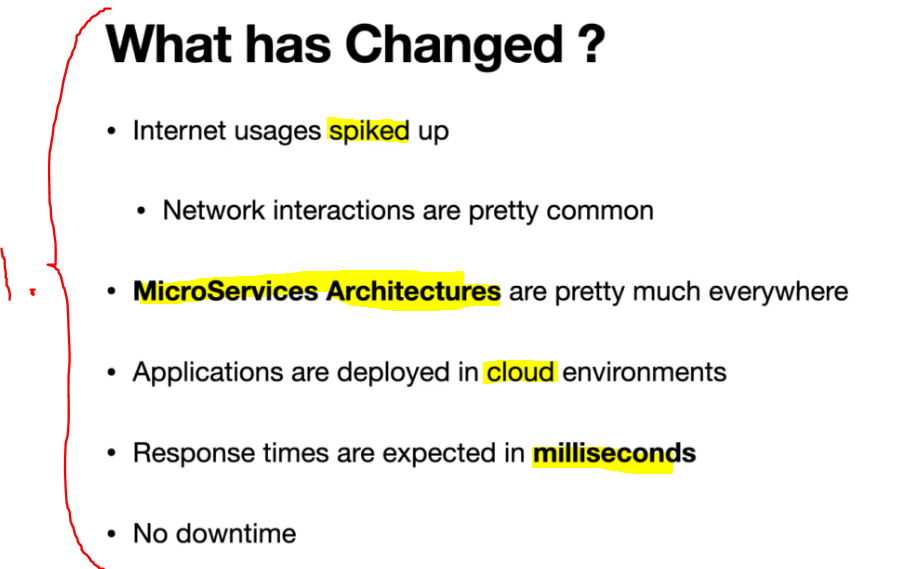 What has Changed ?
• Internet usages spiked up
• Network interactions are pretty common
1.
• MicroServices Architectures are pretty much everywhere
• Applications are deployed in cloud environments
• Response times are expected in milliseconds
• No downtime